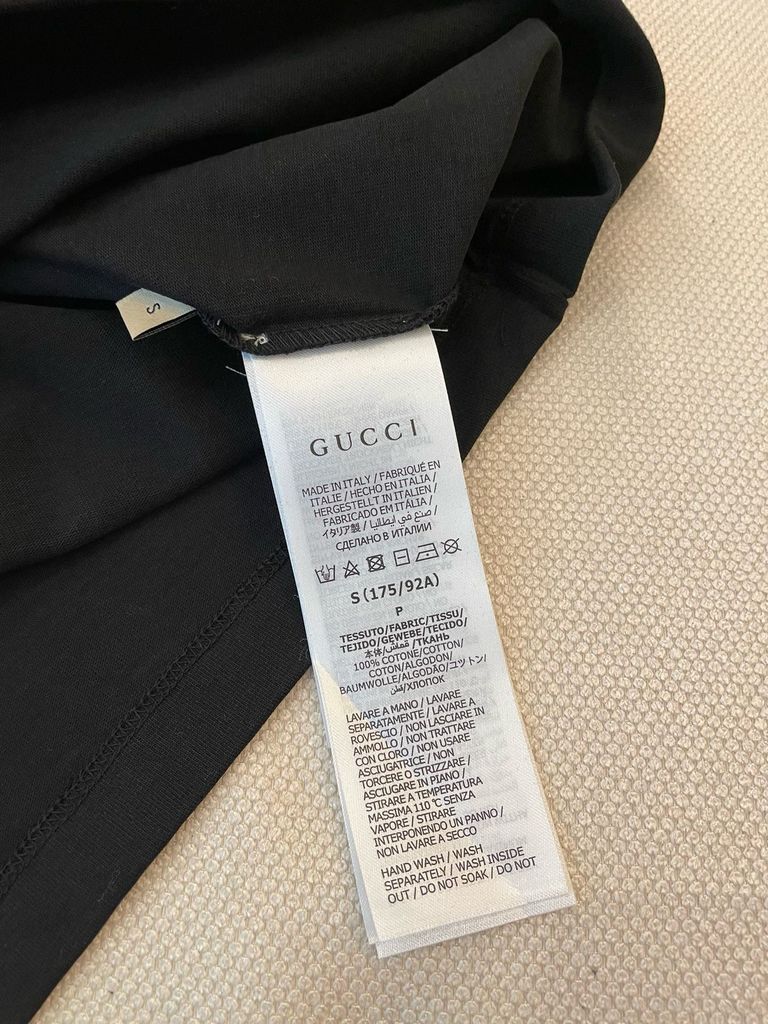 S
GUCCI
MADE IN ITALY / FABRIQUÉ EN
ITALIE / HECHO EN ITALIA /
HERGESTELLT IN ITALIEN /
FABRICADO EM ITÁLIA /
イタリア製 / صنع في إيطاليا /
СДЕЛАНО В ИТАЛИИ
S (175/92A)
P
TESSUTO/FABRIC/TISSU/
TEJIDO/GEWEBE/TECIDO/
本体/قماش/ТКАНЬ
100% COTONE/COTTON/
COTON/ALGODON/
BAUMWOLLE/ALGODÃO/コットン/
قطن/ХЛОПОК
LAVARE A MANO / LAVARE
SEPARATAMENTE / LAVARE A
ROVESCIO / NON LASCIARE IN
AMMOLLO / NON TRATTARE
CON CLORO / NON USARE
ASCIUGATRICE / NON
TORCERE O STRIZZARE /
ASCIUGARE IN PIANO /
STIRARE A TEMPERATURA
MASSIMA 110 °C SENZA
VAPORE / STIRARE
INTERPONENDO UN PANNO /
NON LAVARE A SECCO
HAND WASH / WASH
SEPARATELY / WASH INSIDE
OUT / DO NOT SOAK / DO NOT